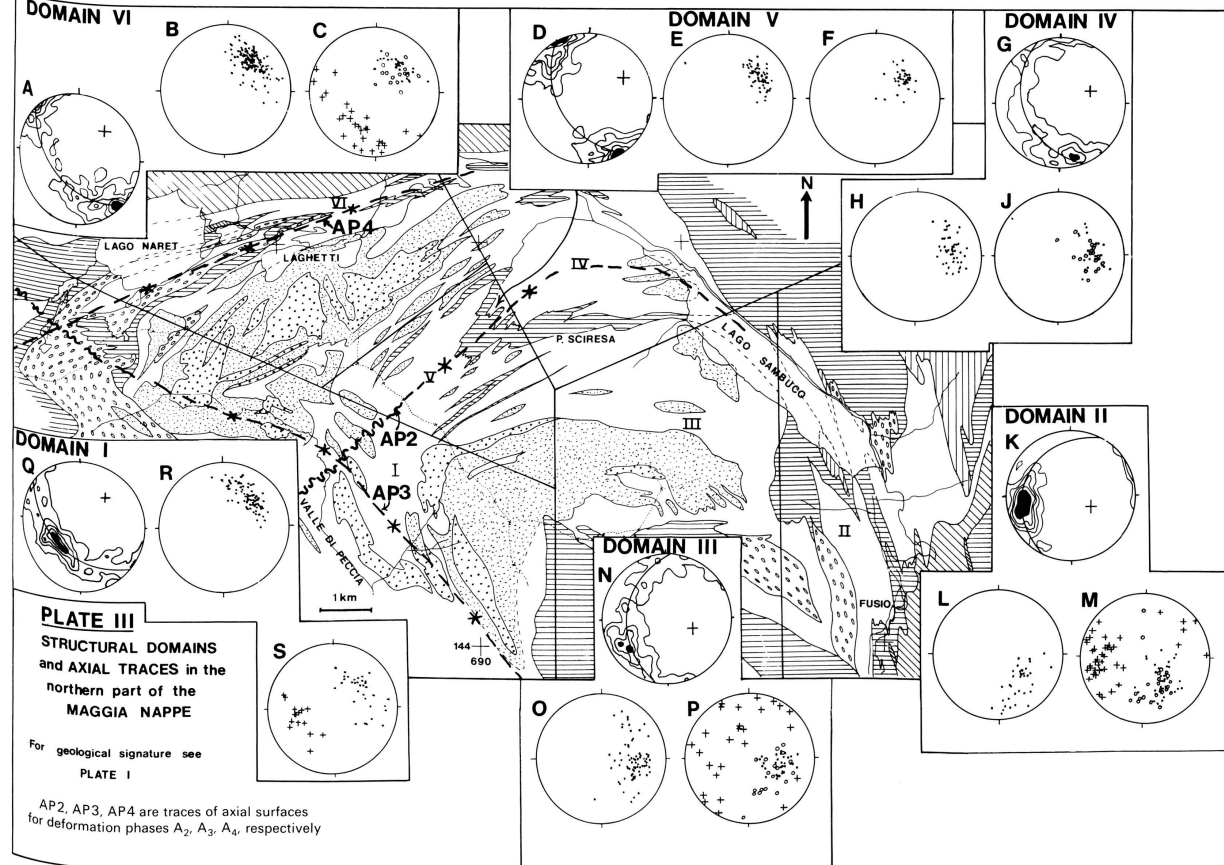 DOMAIN VI
A
B
C
DOMAIN V
D
E
F
DOMAIN IV
G
H
J
N
VI
AP4
LAGO NARET
LAGHETTI
IV
P. SCIRESA
LAGO SAMBUCO
V
AP2
III
I
AP3
VALLE DI PECCIA
1 km
144
690
II
FUSIO
DOMAIN I
Q
R
S
DOMAIN II
K
L
M
DOMAIN III
N
O
P
PLATE III
STRUCTURAL DOMAINS
and AXIAL TRACES in the
northern part of the
MAGGIA NAPPE
For geological signature see
PLATE I
AP2, AP3, AP4 are traces of axial surfaces
for deformation phases A2, A3, A4, respectively